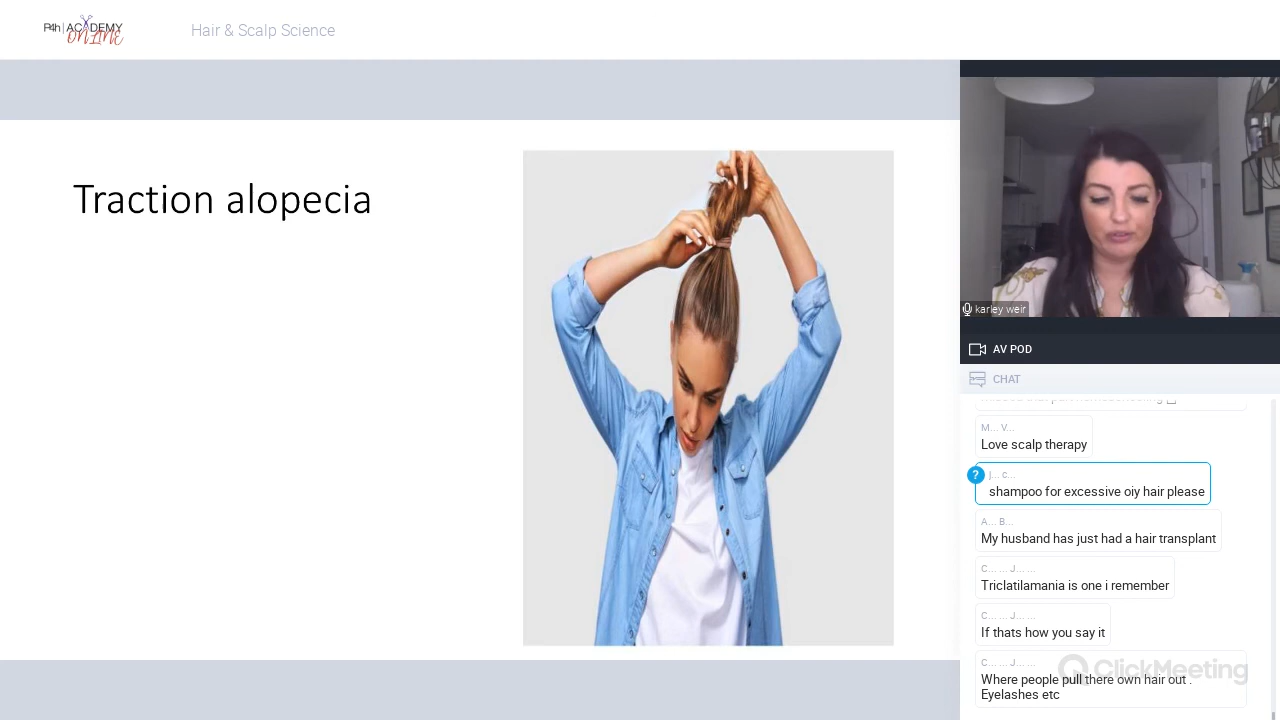 P4h | ACADEMY
ONLINE
Hair & Scalp Science
Traction alopecia
karley weir
AV POD
CHAT
M... V...
Love scalp therapy
?
j... c...
shampoo for excessive oiy hair please
A... B...
My husband has just had a hair transplant
C... ... J... ...
Triclatilamania is one i remember
C... ... J... ...
If thats how you say it
C... ... J... ...
Where people pull there own hair out .
Eyelashes etc
ClickMeeting